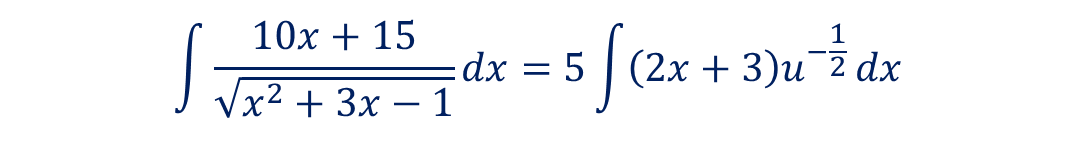 ∫ (10x + 15)/√(x² + 3x − 1) dx = 5 ∫ (2x + 3)u^(−1/2) dx